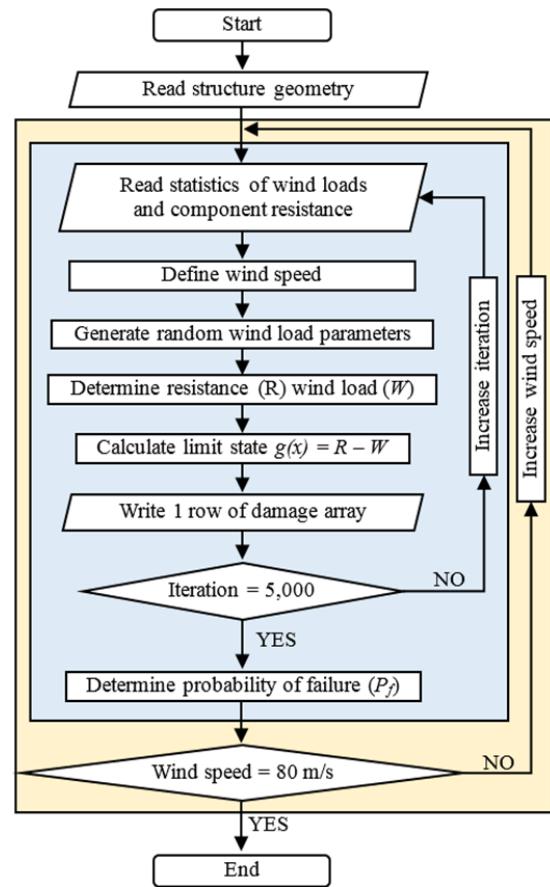 Start
Read structure geometry
Read statistics of wind loads
and component resistance
Define wind speed
Generate random wind load parameters
Determine resistance (R) wind load (W)
Calculate limit state g(x) = R – W
Write 1 row of damage array
Iteration = 5,000
NO
YES
Increase iteration
Increase wind speed
Determine probability of failure (Pf)
Wind speed = 80 m/s
NO
YES
End